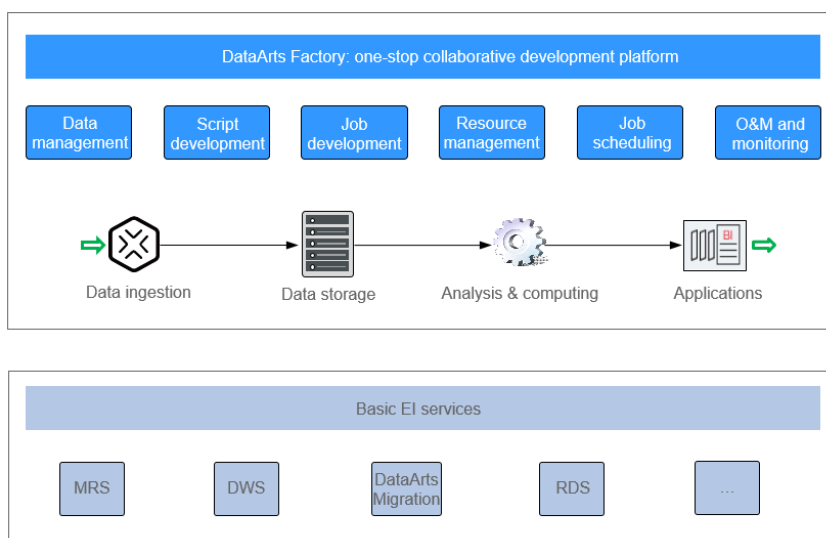 DataArts Factory: one-stop collaborative development platform
Data
management
Script
development
Job
development
Resource
management
Job
scheduling
O&M and
monitoring
BI
Data ingestion
Data storage
Analysis & computing
Applications
Basic EI services
MRS
DWS
DataArts
Migration
RDS
...